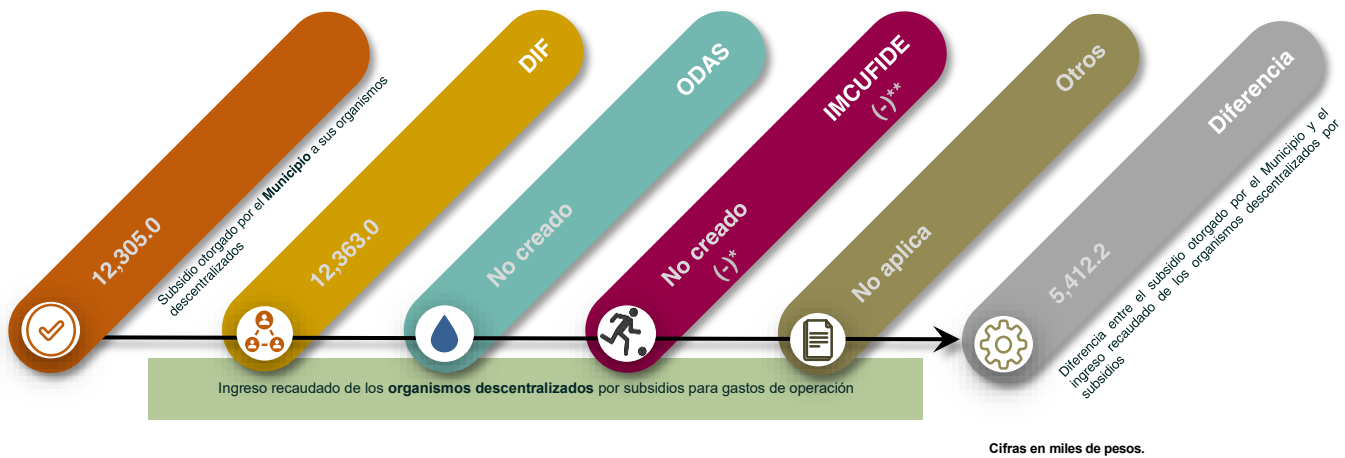 12,305.0
Subsidio otorgado por el Municipio a sus organismos
descentralizados
DIF
12,363.0
ODAS
No creado
IMCUFIDE
(-)**
No creado
(-)*
Otros
No aplica
Diferencia
5,412.2
Diferencia entre el subsidio otorgado por el Municipio y el
ingreso recaudado de los organismos descentralizados por
subsidios
Ingreso recaudado de los organismos descentralizados por subsidios para gastos de operación
Cifras en miles de pesos.